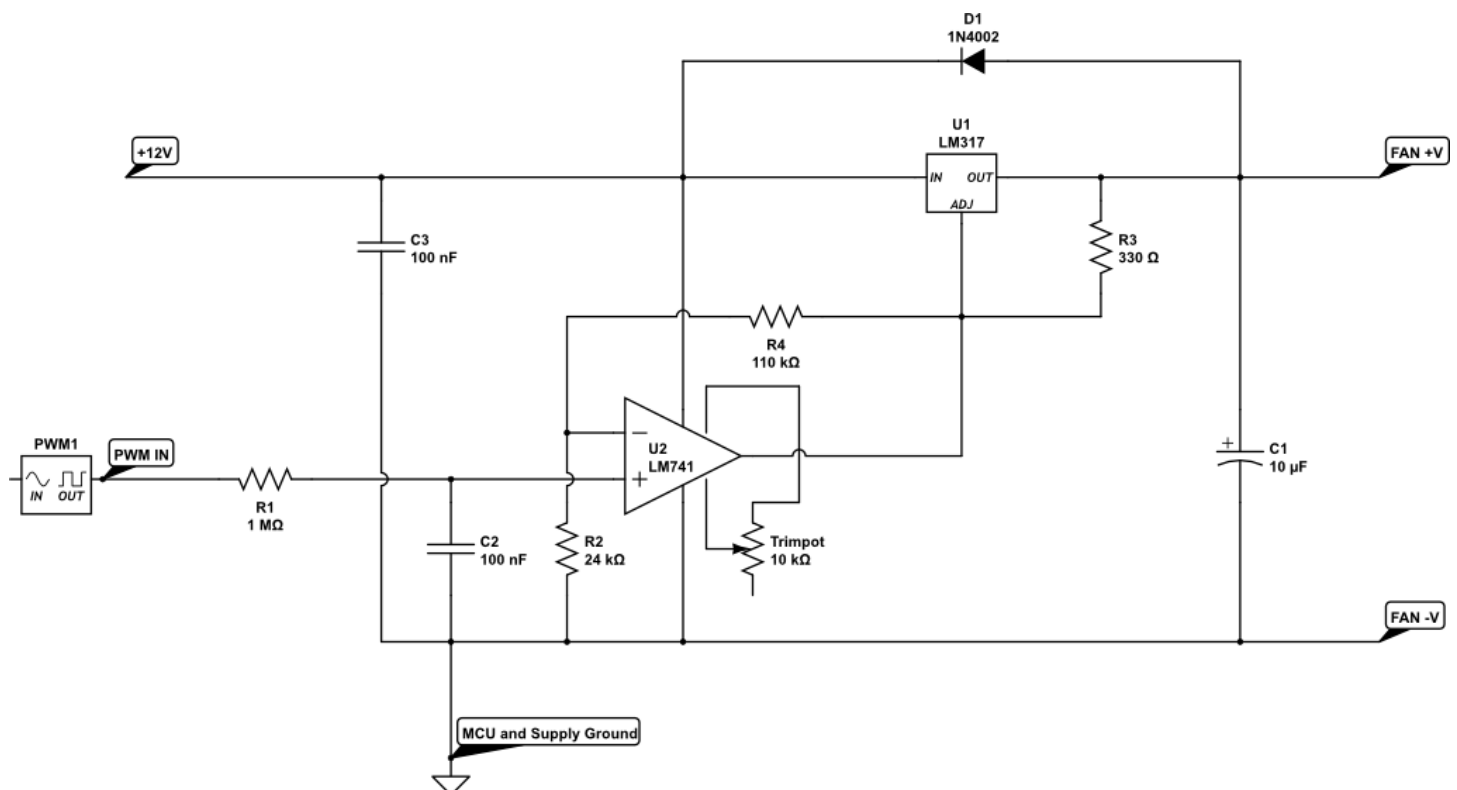 D1
1N4002
U1
LM317
+12V
FAN +V
IN
OUT
ADJ
C3
100 nF
R3
330 Ω
R4
110 kΩ
PWM1
PWM IN
IN
OUT
R1
1 MΩ
−
U2
LM741
+
+
C1
10 µF
C2
100 nF
R2
24 kΩ
Trimpot
10 kΩ
FAN -V
MCU and Supply Ground